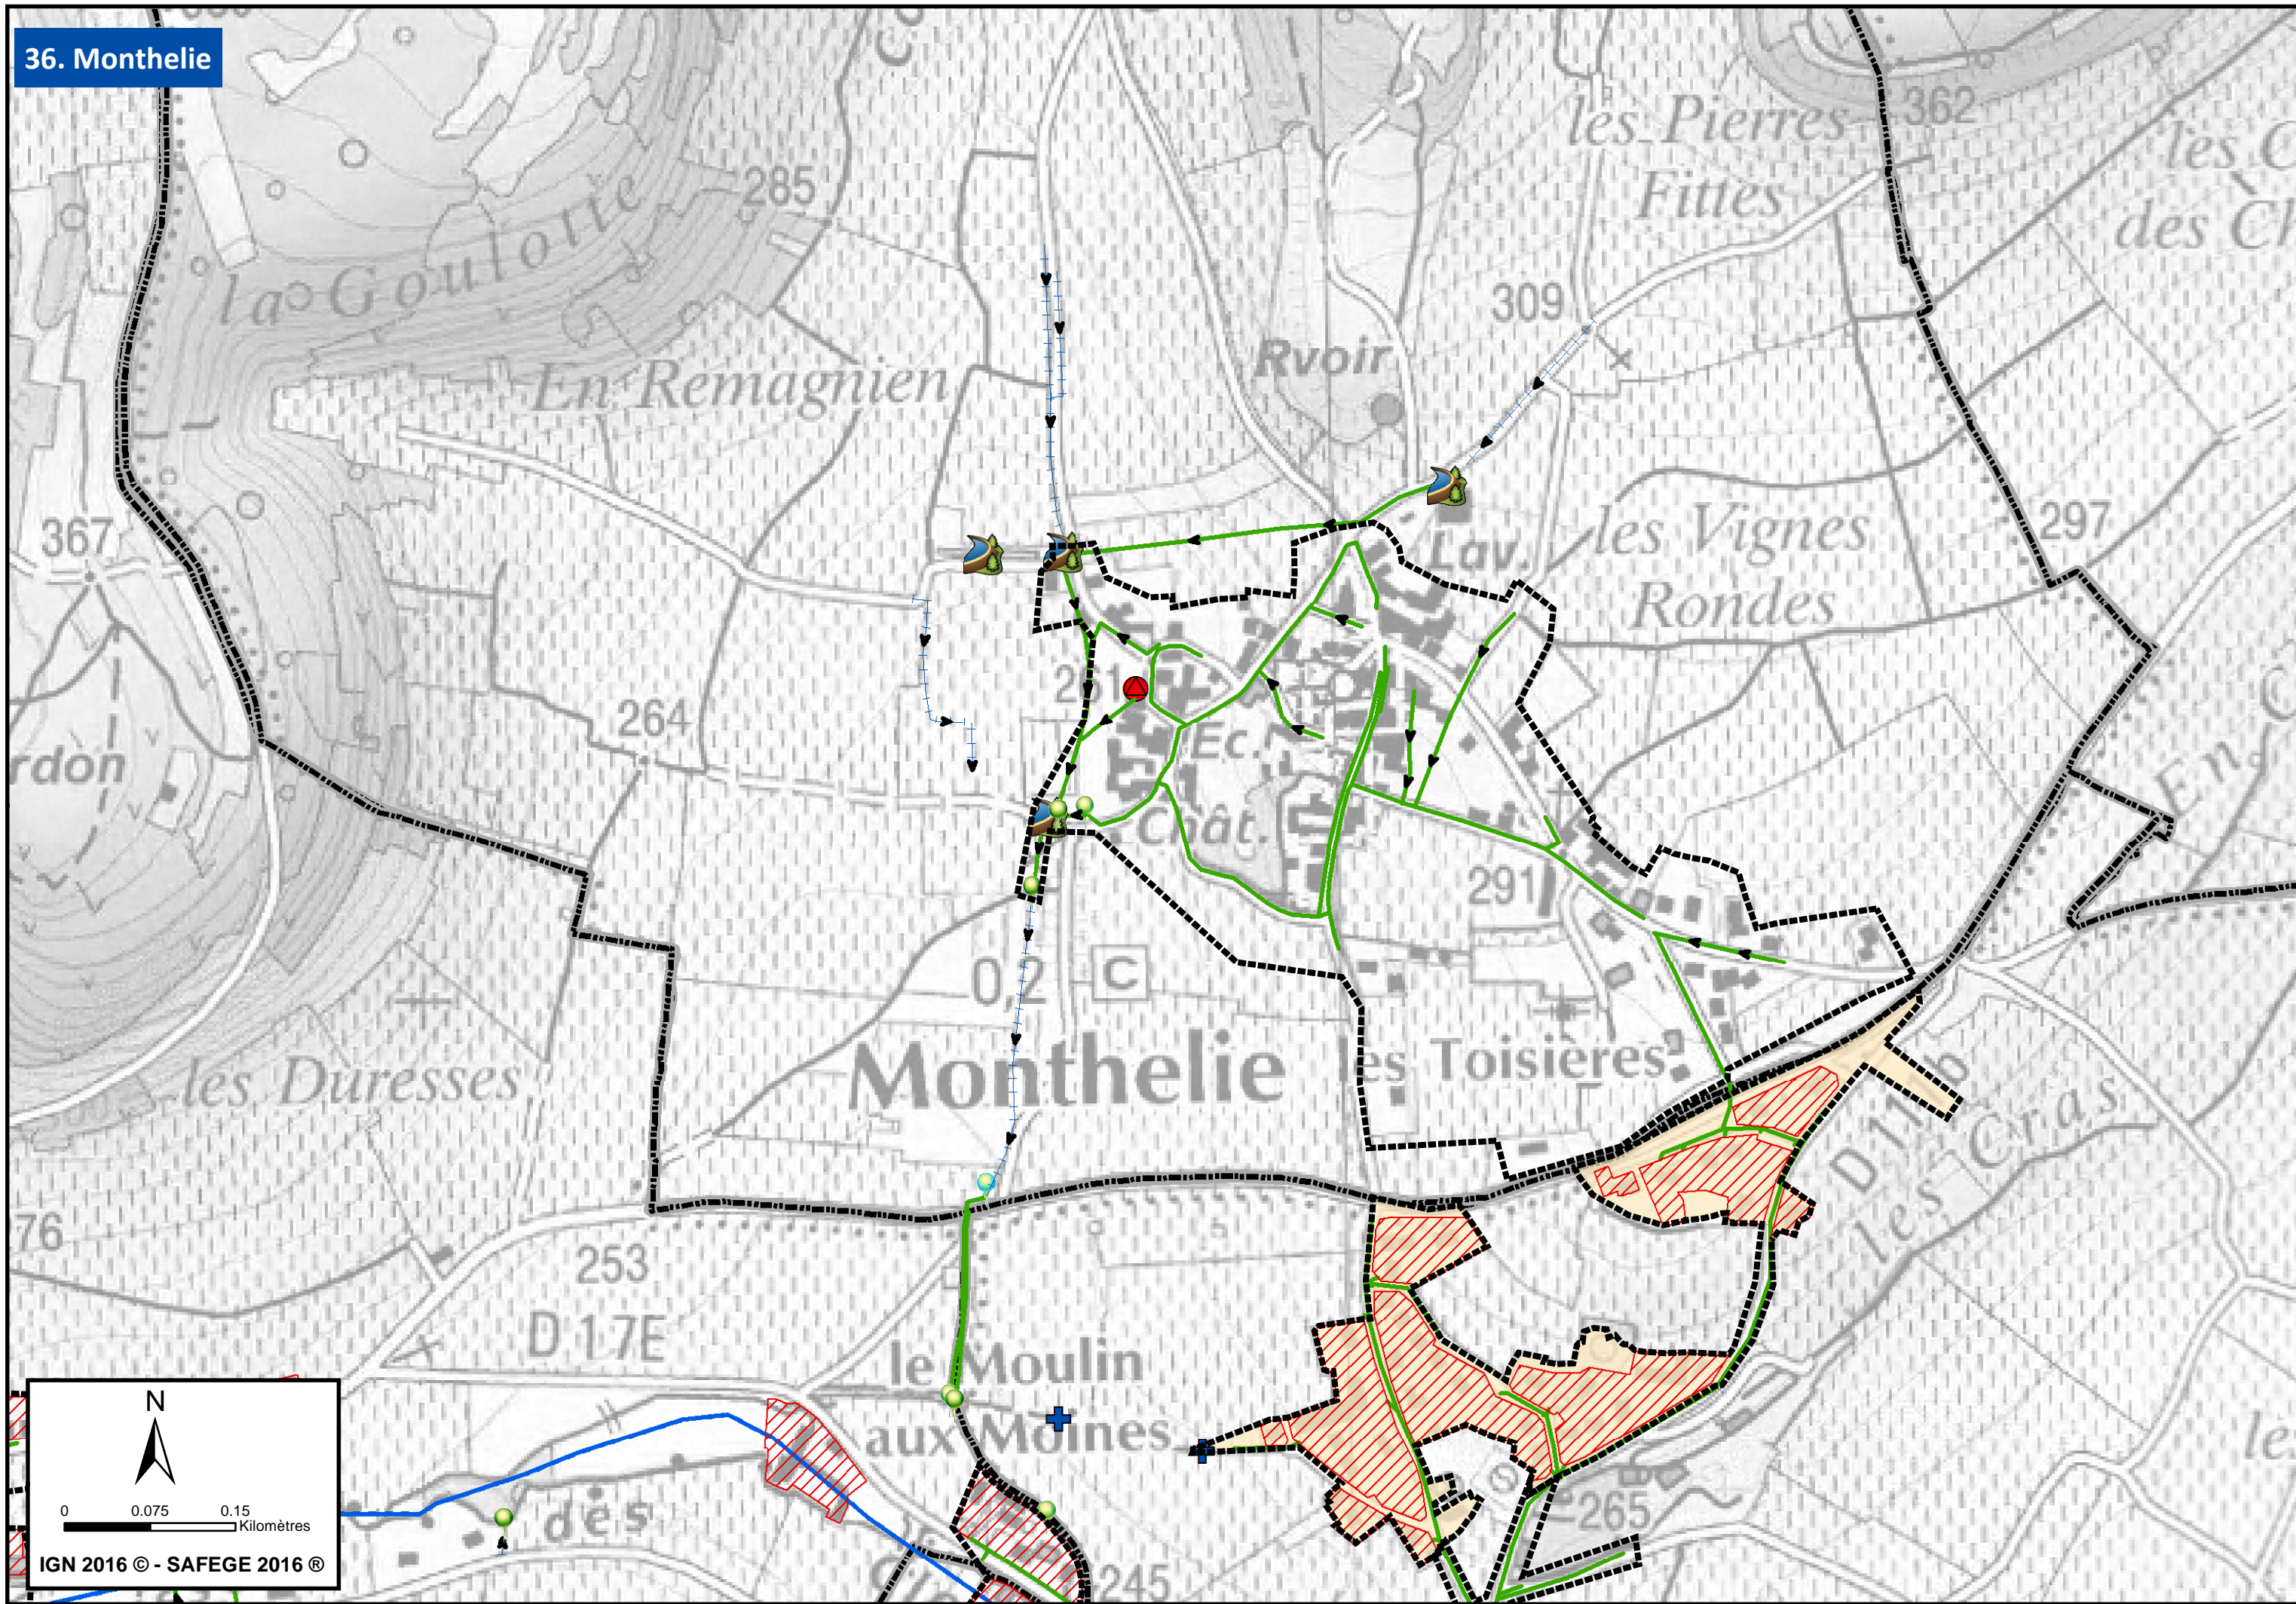 36. Monthelie
362
les Pierres
Fittes
les C
des Ch
285
la Goulotte
309
Rvoir
En Remagnien
297
367
les Vignes
Rondes
Lav.
264
rdon
Ec.
Chât.
291
0,2
C
Monthelie
les Toisières
les Duresses
les Cras
76
253
D 17E
le Moulin
aux Moines
des
265
245
N
0 0.075 0.15
Kilomètres
IGN 2016 © - SAFEGE 2016 ®